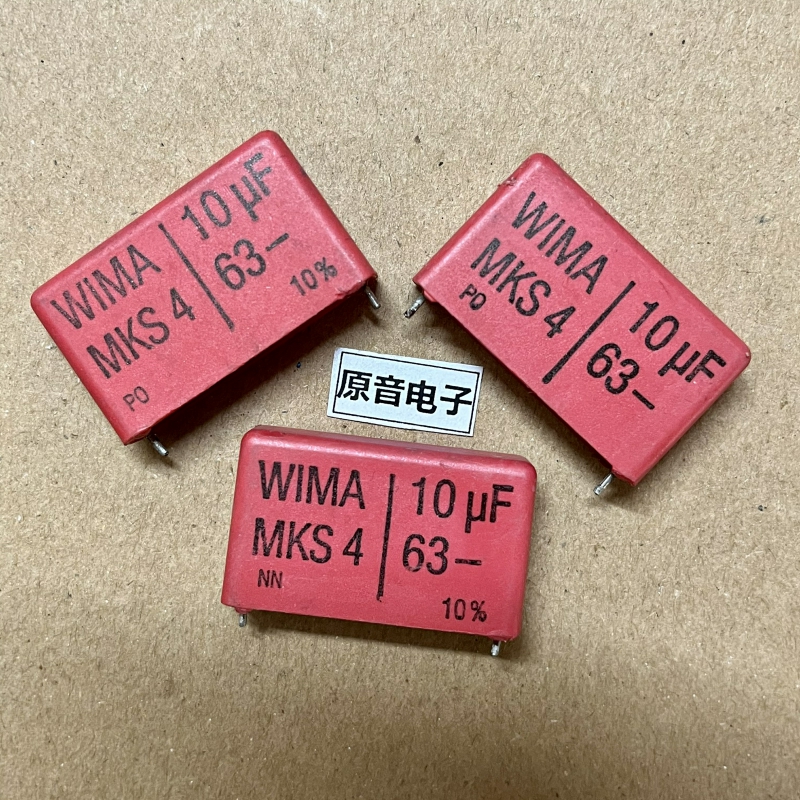 WIMA
MKS 4
PO
10 µF
63–
10%
WIMA
MKS 4
PO
10 µF
63–
原音电子
WIMA
MKS 4
NN
10 µF
63–
10%